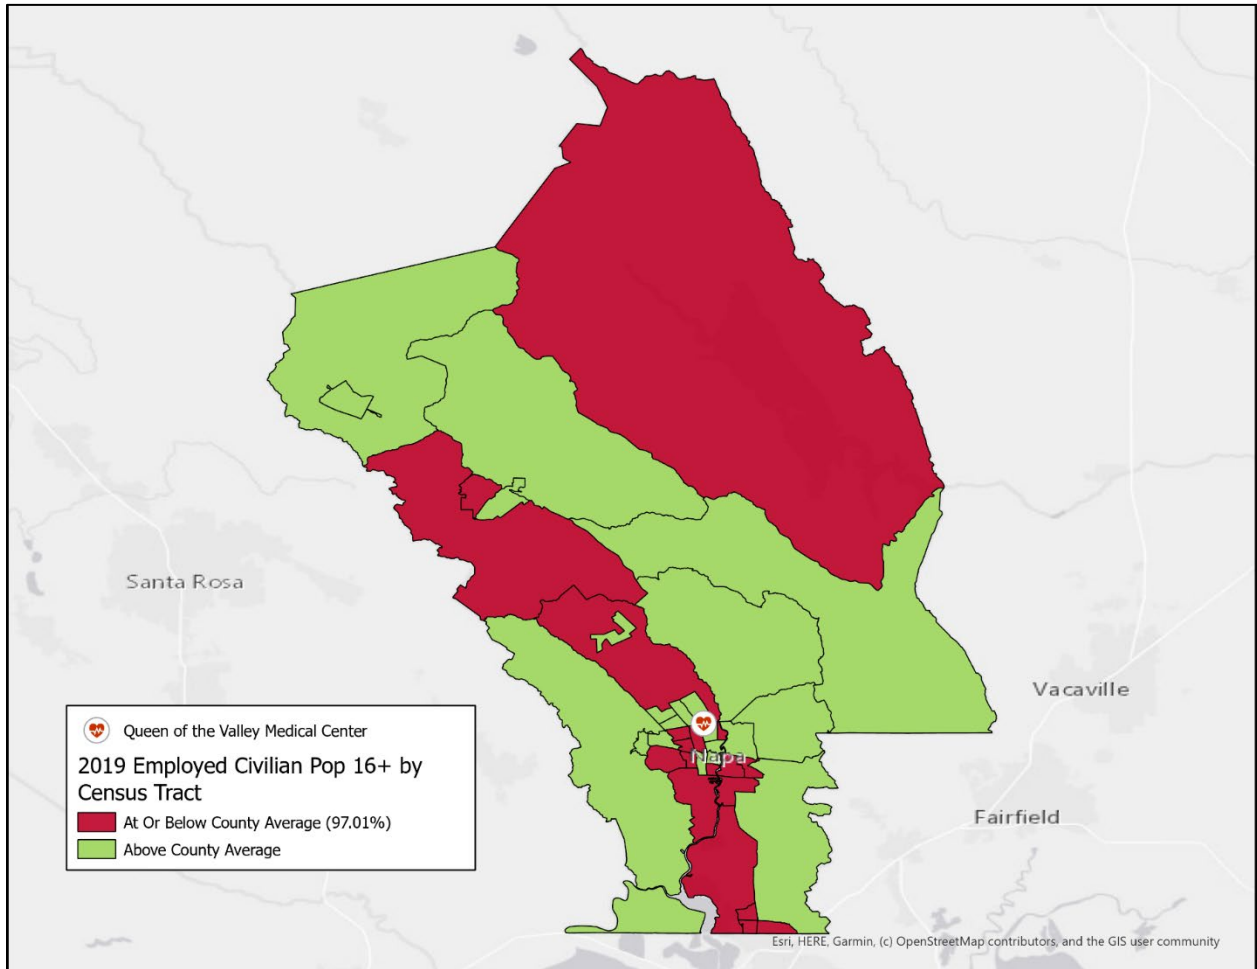 Santa Rosa
Vacaville
Napa
Fairfield
Queen of the Valley Medical Center
2019 Employed Civilian Pop 16+ by
Census Tract
At Or Below County Average (97.01%)
Above County Average
Esri, HERE, Garmin, (c) OpenStreetMap contributors, and the GIS user community